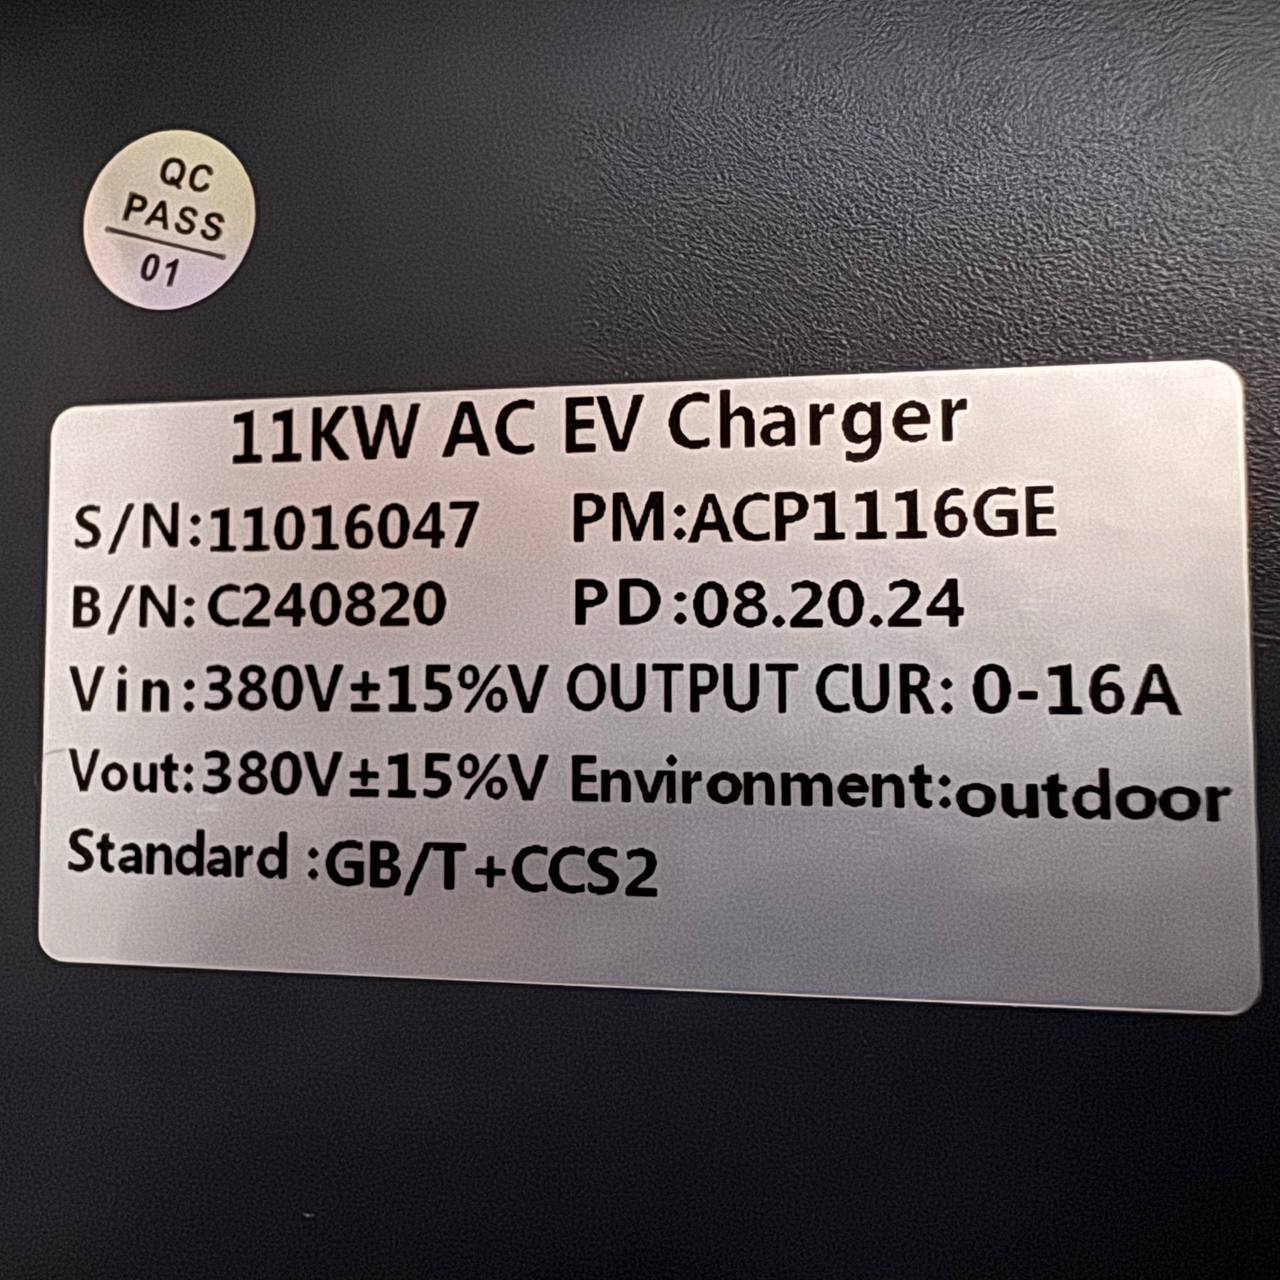 QC
PASS
01
11KW AC EV Charger
S/N:11016047 PM:ACP1116GE
B/N:C240820 PD:08.20.24
Vin:380V±15%V OUTPUT CUR: 0-16A
Vout:380V±15%V Environment:outdoor
Standard :GB/T+CCS2